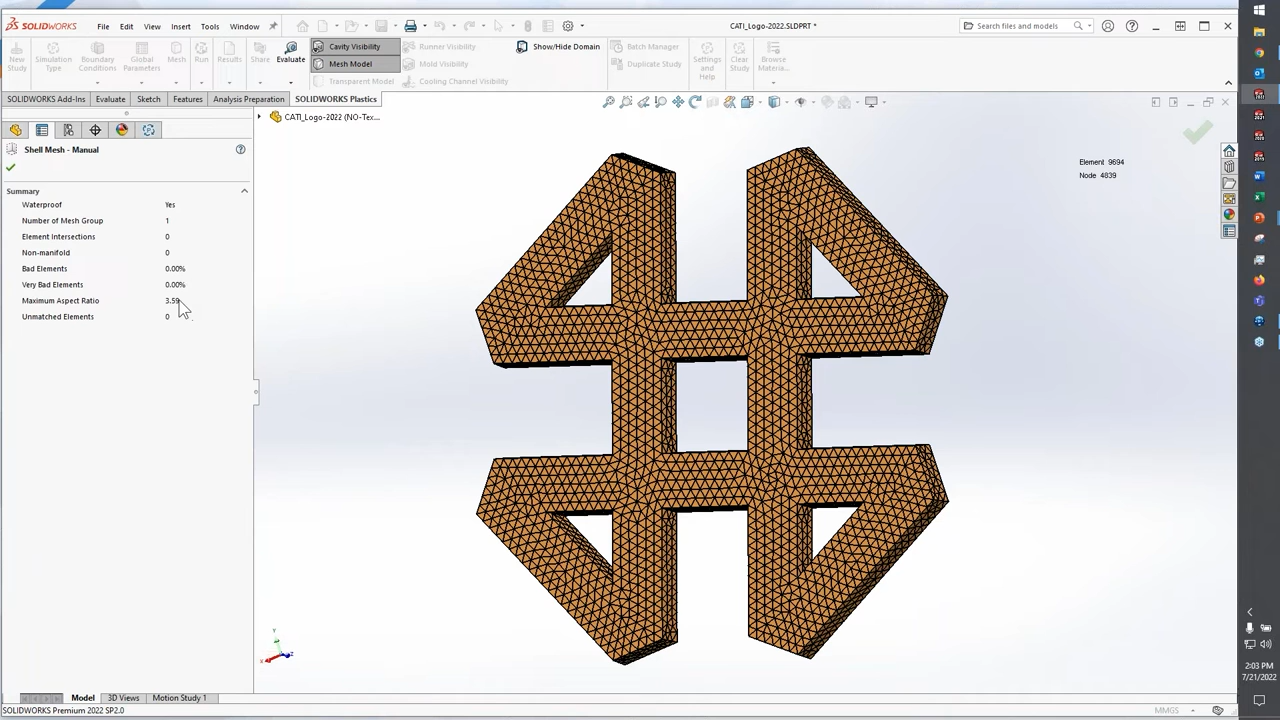 SOLIDWORKS File Edit View Insert Tools Window CATI_Logo-2022.SLDPRT * Search files and models
New Study
Simulation Type
Boundary Conditions
Global Parameters
Mesh
Run
Results
Share
Evaluate
Cavity Visibility
Mesh Model
Transparent Model
Runner Visibility
Mold Visibility
Cooling Channel Visibility
Show/Hide Domain
Batch Manager
Duplicate Study
Settings and Help
Clear Study
Browse Materia...
SOLIDWORKS Add-Ins Evaluate Sketch Features Analysis Preparation SOLIDWORKS Plastics
CATI_Logo-2022 (NO-Tex...
Shell Mesh - Manual
Summary
Waterproof Yes
Number of Mesh Group 1
Element Intersections 0
Non-manifold 0
Bad Elements 0.00%
Very Bad Elements 0.00%
Maximum Aspect Ratio 3.59
Unmatched Elements 0
Element 9694
Node 4839
Y
X
Z
Model 3D Views Motion Study 1
SOLIDWORKS Premium 2022 SP2.0
MMGS
2:03 PM
7/21/2022